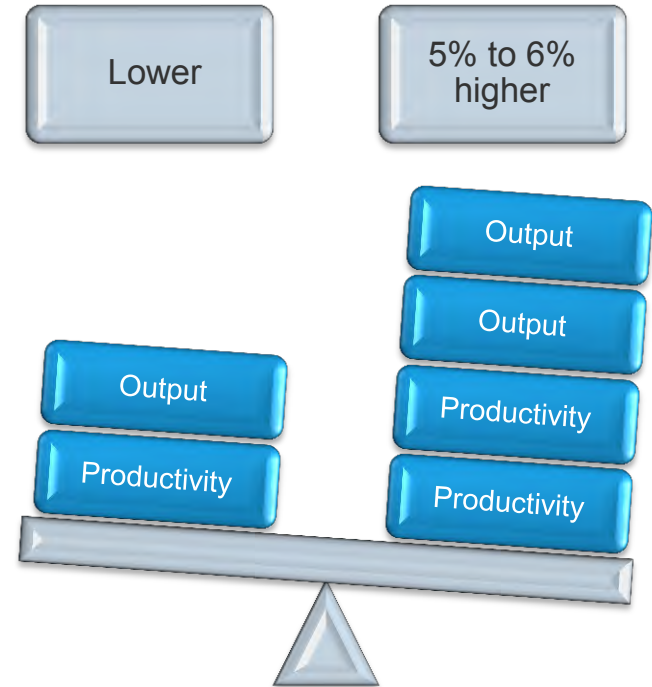 Lower
5% to 6%
higher
Output
Output
Output
Productivity
Productivity
Productivity